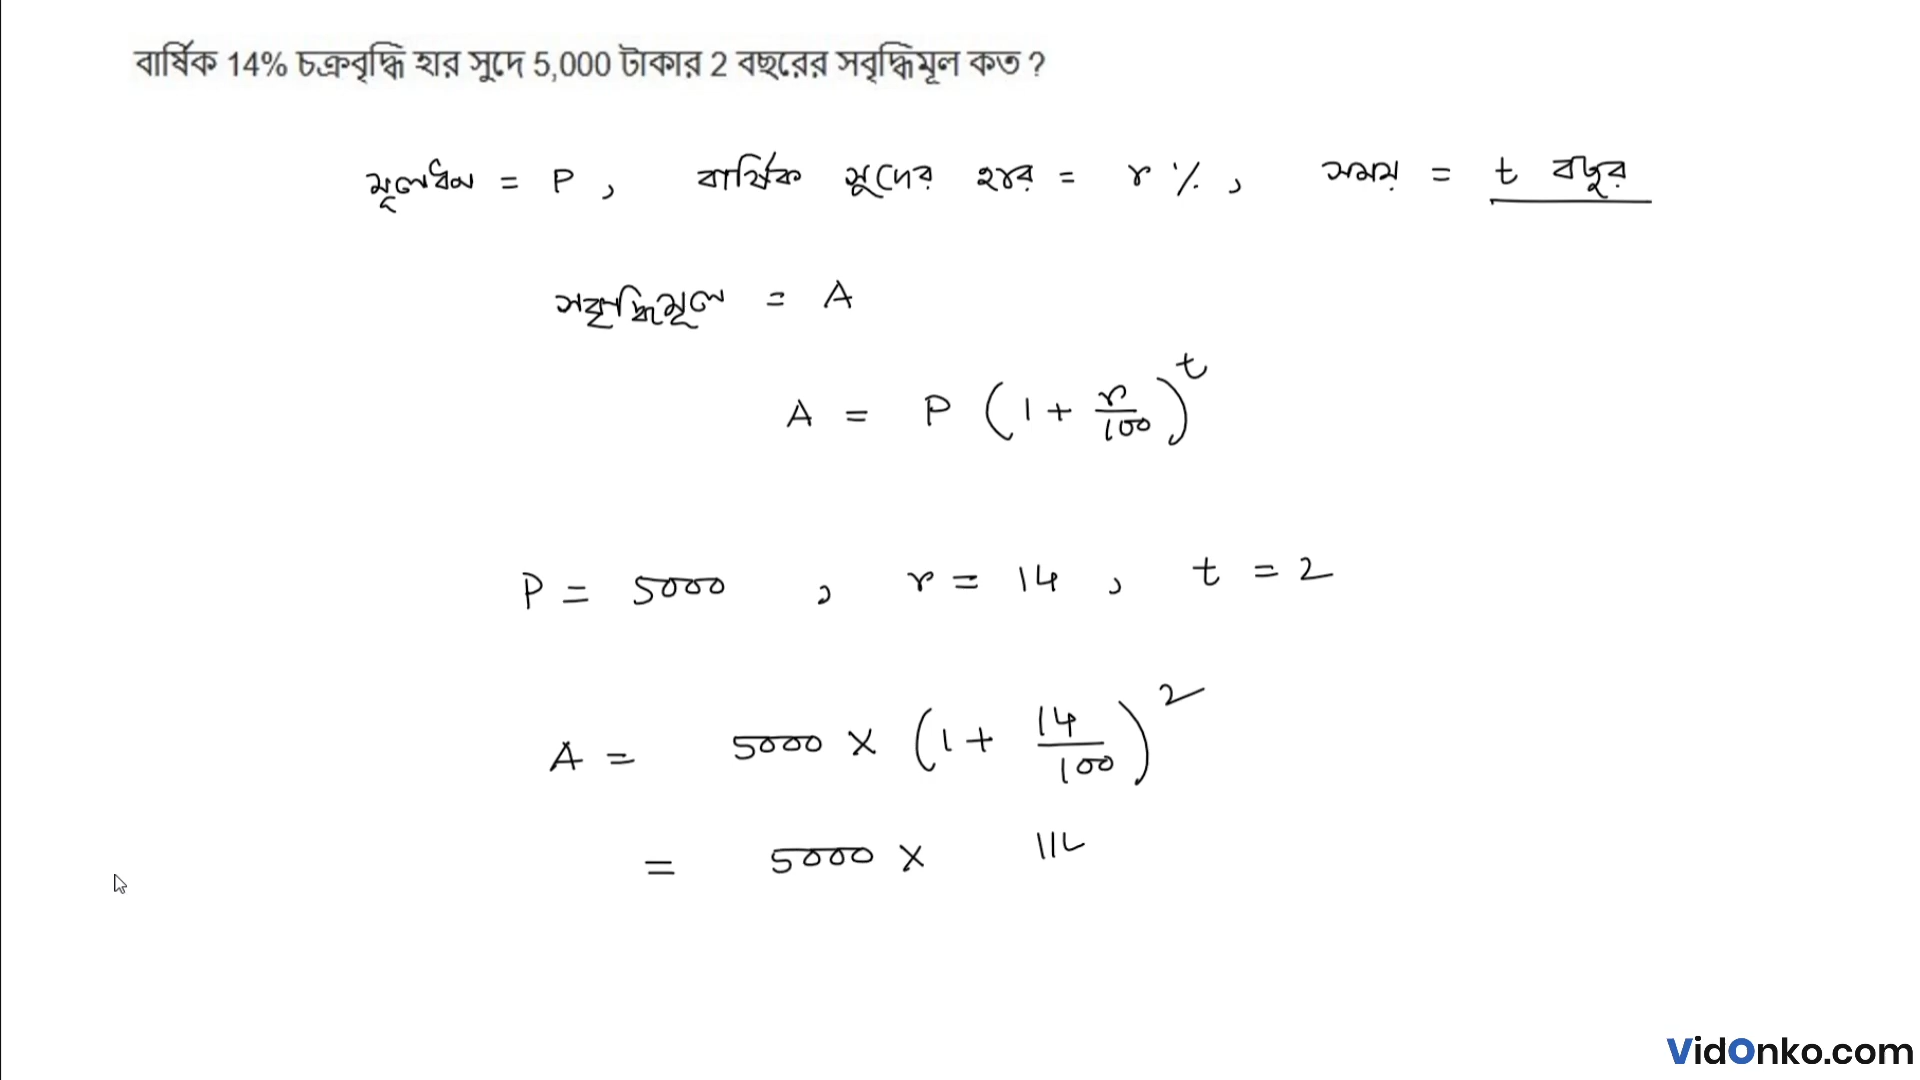 বার্ষিক 14% চক্রবৃদ্ধি হার সুদে 5,000 টাকার 2 বছরের সবৃদ্ধিমূল কত ?
মূলধন = P , বার্ষিক সুদের হার = r % , সময় = t বছর
সবৃদ্ধিমূল = A
A = P (1 + r/100)^t
P = 5000 , r = 14 , t = 2
A = 5000 × (1 + 14/100)^2
= 5000 × 11
VidOnko.com